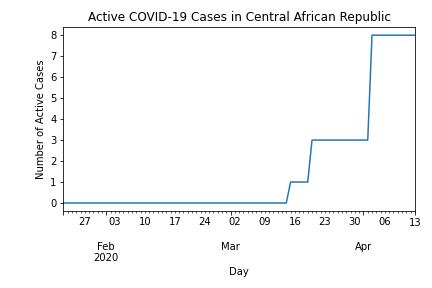 Active COVID-19 Cases in Central African Republic
8
7
6
5
4
3
2
1
0
Number of Active Cases
27 03 10 17 24 02 09 16 23 30 06 13
Feb Mar Apr
2020
Day